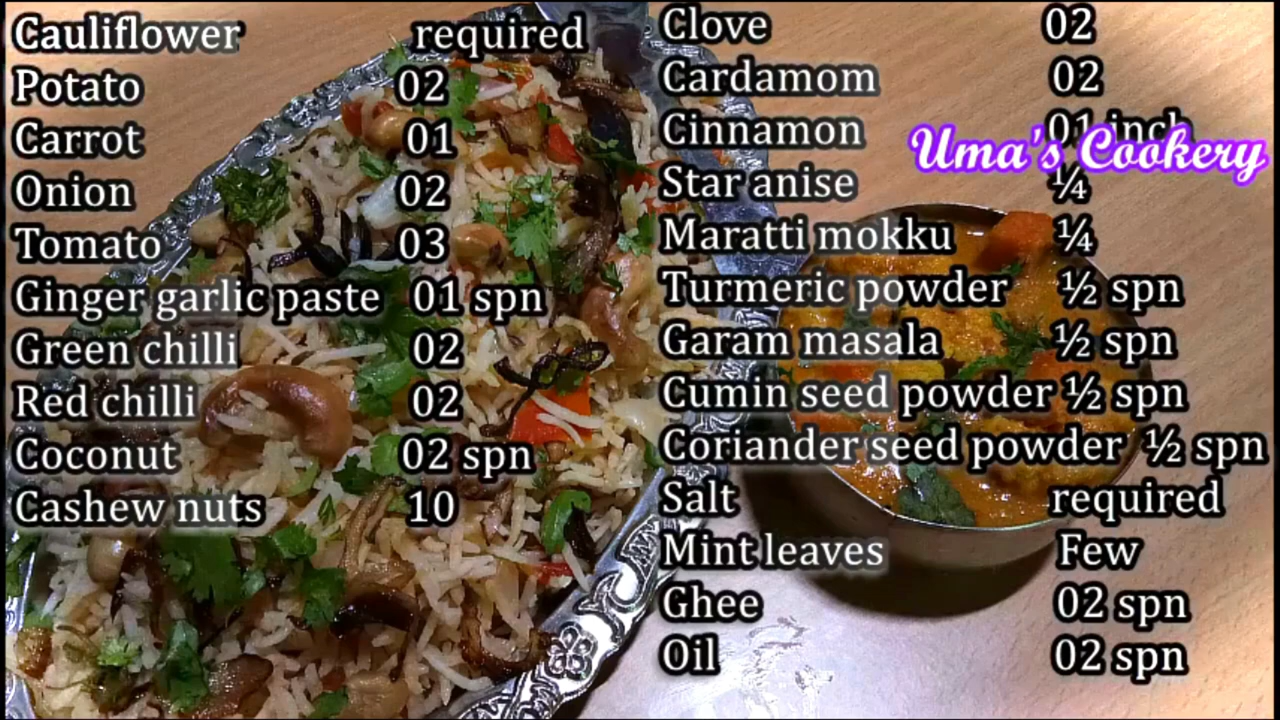 Cauliflower required
Potato 02
Carrot 01
Onion 02
Tomato 03
Ginger garlic paste 01 spn
Green chilli 02
Red chilli 02
Coconut 02 spn
Cashew nuts 10
Clove 02
Cardamom 02
Cinnamon 01 inch
Uma's Cookery
Star anise ¼
Maratti mokku ¼
Turmeric powder ½ spn
Garam masala ½ spn
Cumin seed powder ½ spn
Coriander seed powder ½ spn
Salt required
Mint leaves Few
Ghee 02 spn
Oil 02 spn